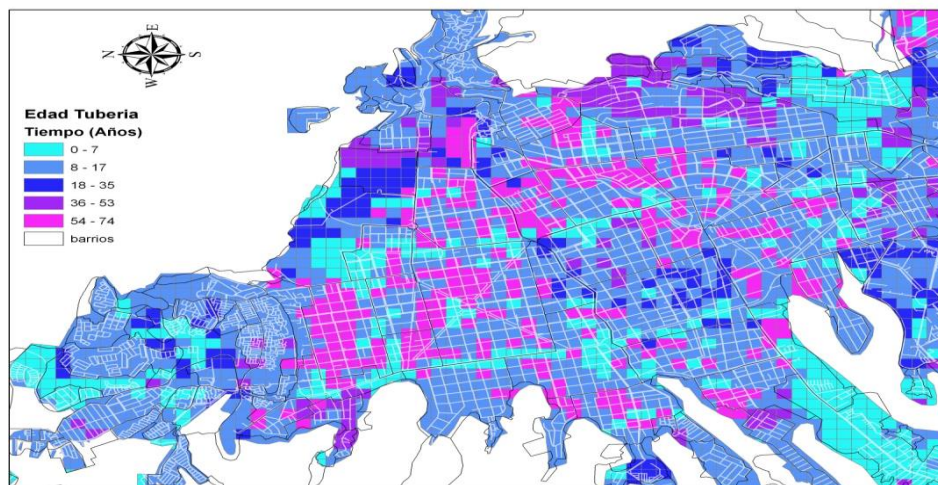 E
N
S
W
Edad Tuberia
Tiempo (Años)
0 - 7
8 - 17
18 - 35
36 - 53
54 - 74
barrios